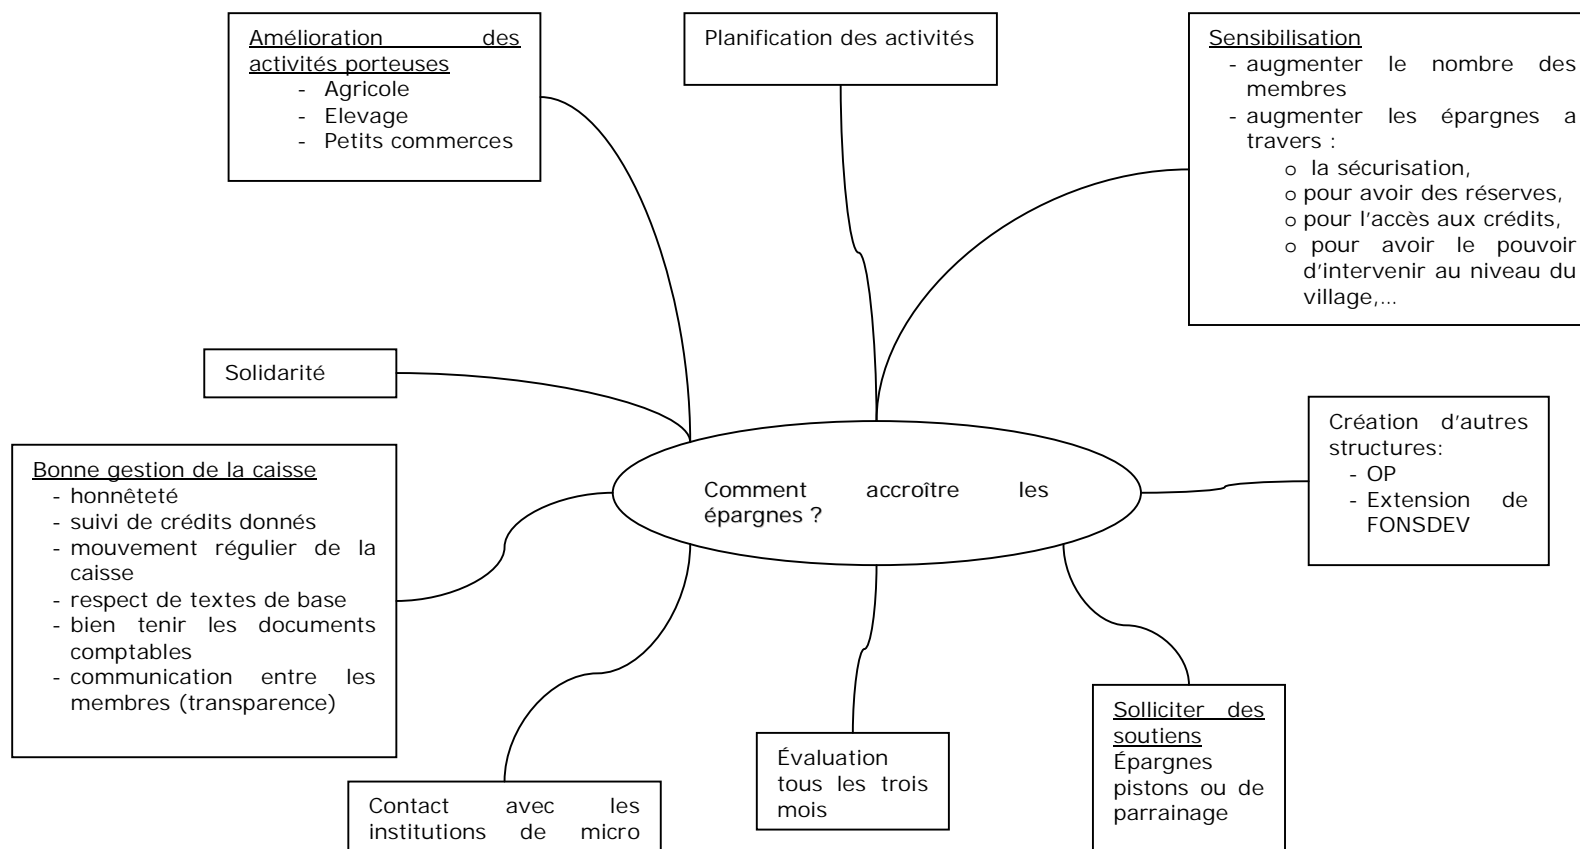 Amélioration des
activités porteuses
- Agricole
- Elevage
- Petits commerces
Planification des activités
Sensibilisation
- augmenter le nombre des
membres
- augmenter les épargnes a
travers :
o la sécurisation,
o pour avoir des réserves,
o pour l'accès aux crédits,
o pour avoir le pouvoir
d'intervenir au niveau du
village,...
Solidarité
Bonne gestion de la caisse
- honnêteté
- suivi de crédits donnés
- mouvement régulier de la
caisse
- respect de textes de base
- bien tenir les documents
comptables
- communication entre les
membres (transparence)
Comment accroître les
épargnes ?
Création d'autres
structures:
- OP
- Extension de
FONSDEV
Contact avec les
institutions de micro
Évaluation
tous les trois
mois
Solliciter des
soutiens
Épargnes
pistons ou de
parrainage